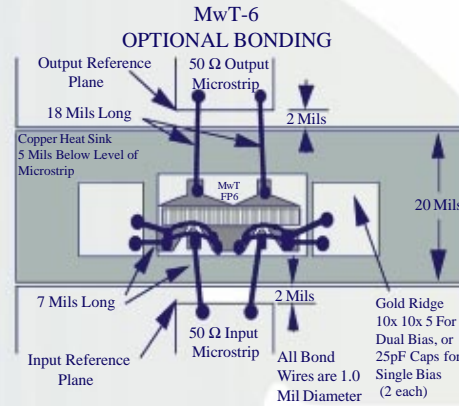 MwT-6
OPTIONAL BONDING
Output Reference
Plane
50 Ω Output
Microstrip
18 Mils Long
2 Mils
Copper Heat Sink
5 Mils Below Level of
Microstrip
MwT
FP6
20 Mils
7 Mils Long
2 Mils
50 Ω Input
Microstrip
Input Reference
Plane
All Bond
Wires are 1.0
Mil Diameter
Gold Ridge
10x 10x 5 For
Dual Bias, or
25pF Caps for
Single Bias
(2 each)